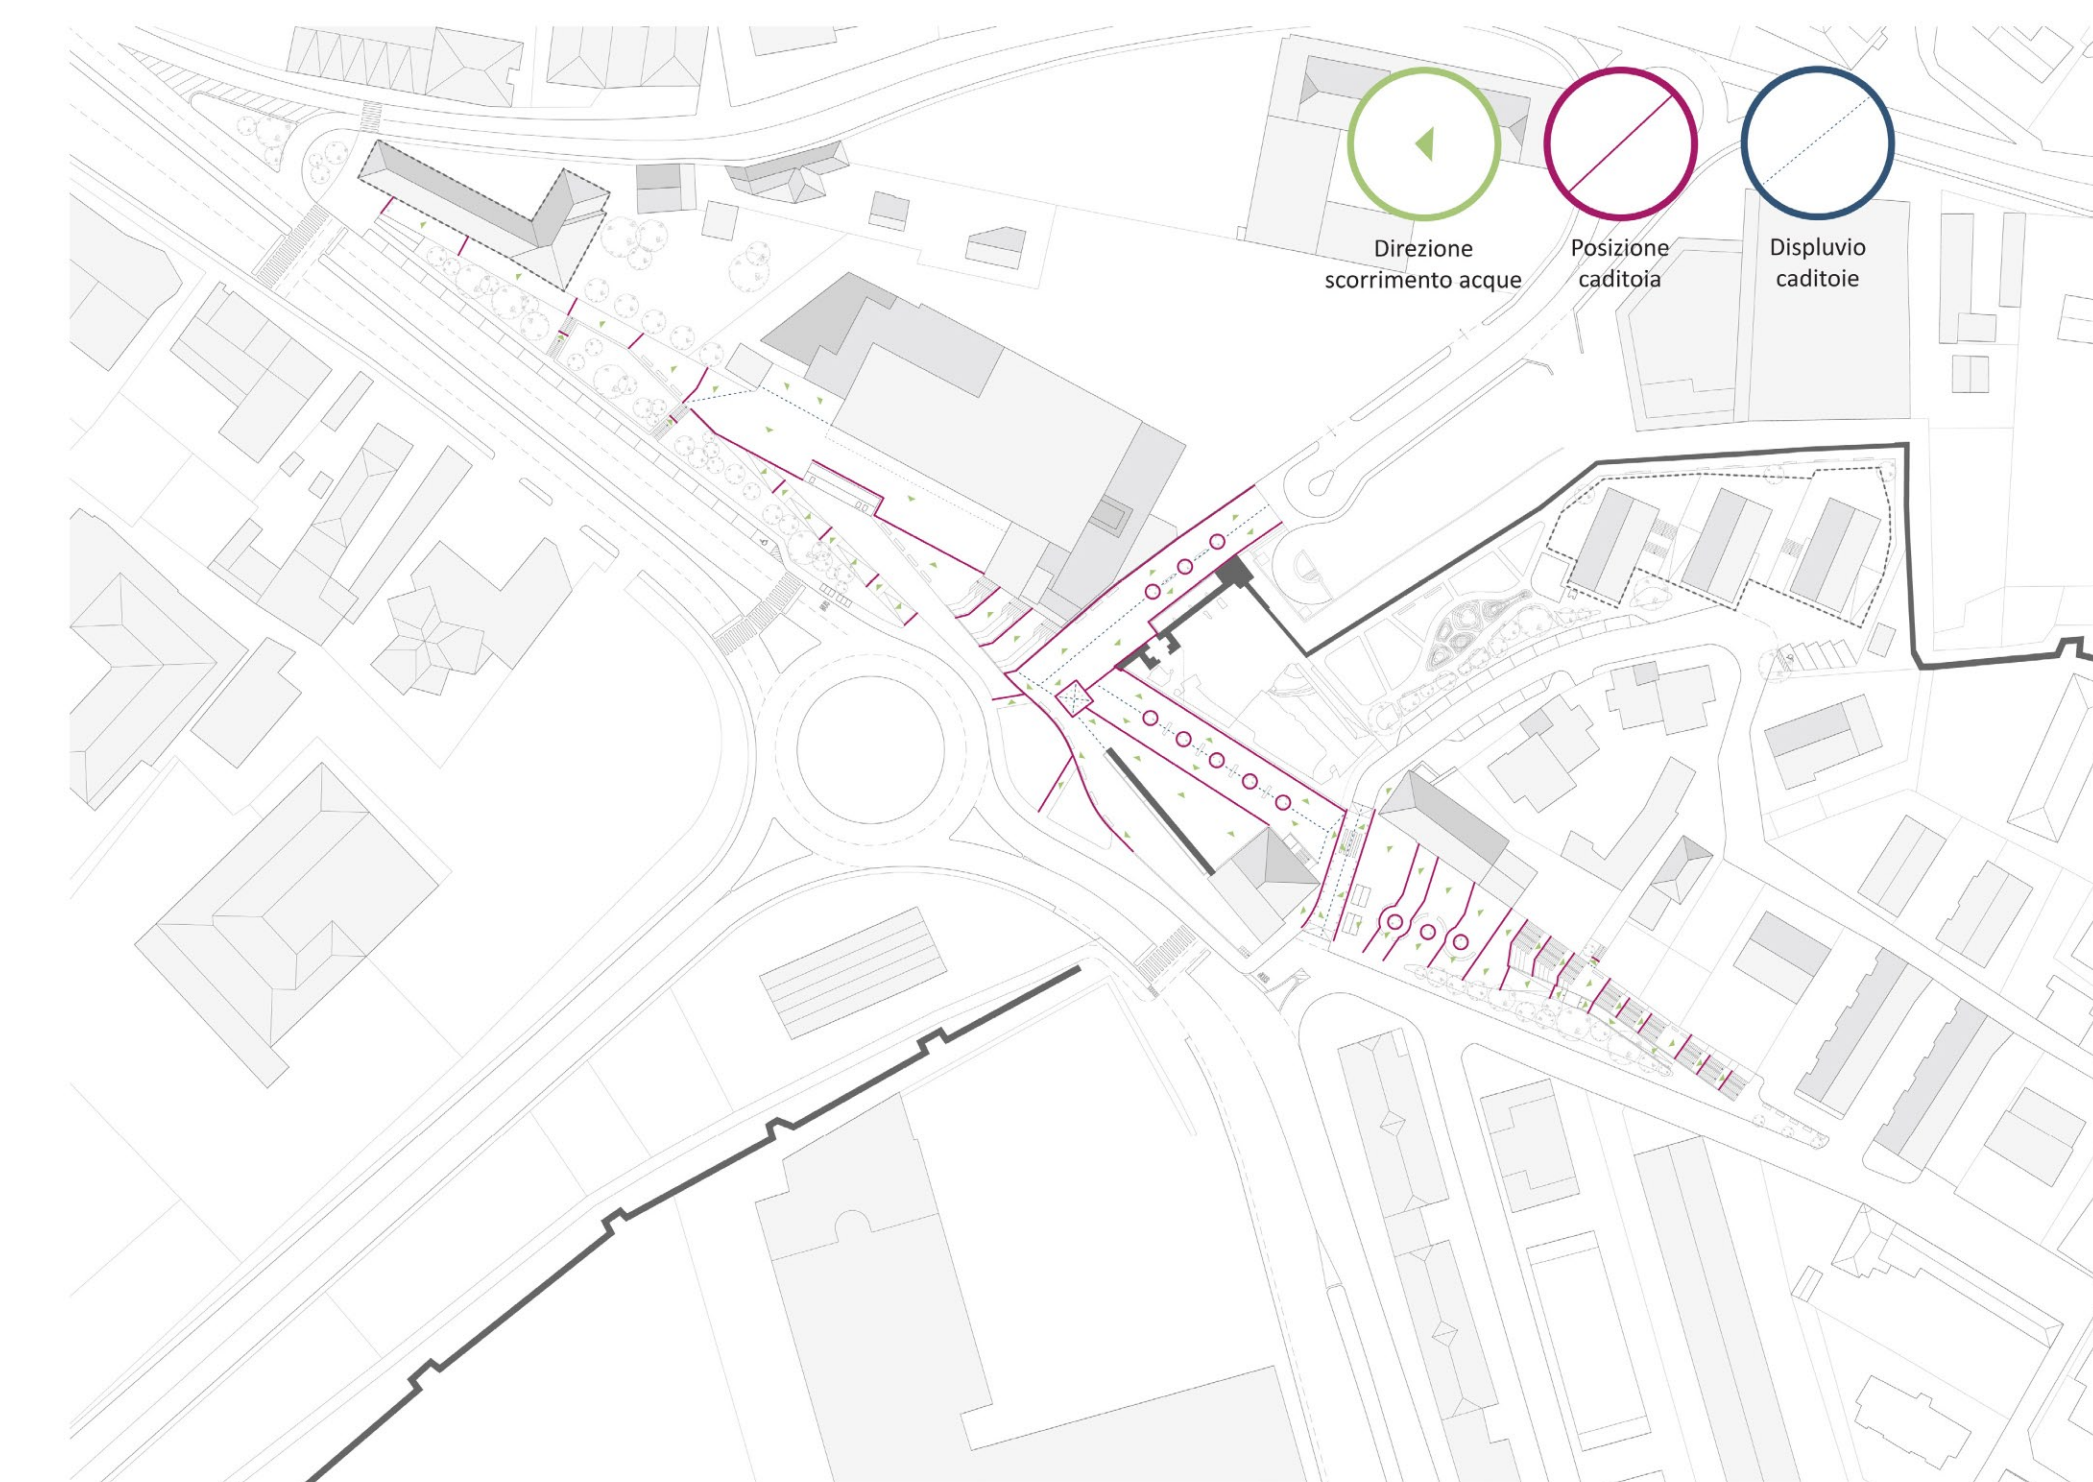 Direzione
scorrimento acque
Posizione
caditoia
Displuvio
caditoie